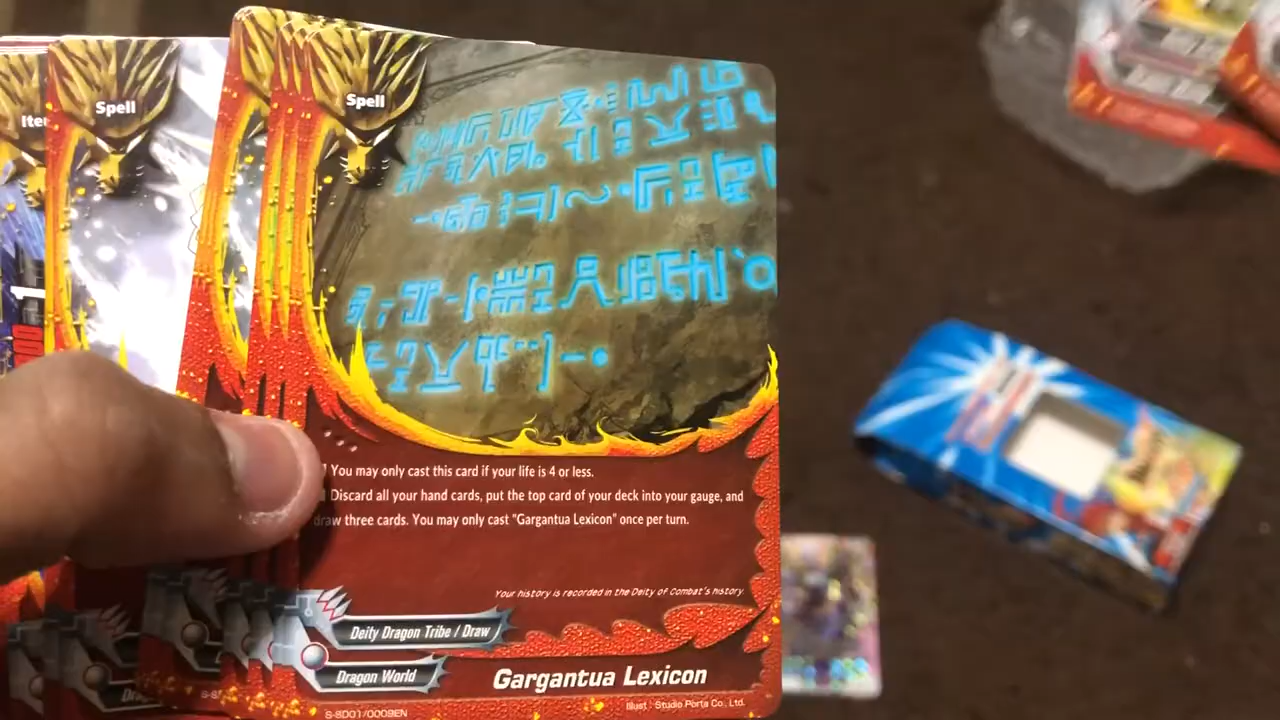 Spell
Spell
You may only cast this card if your life is 4 or less.
Discard all your hand cards, put the top card of your deck into your gauge, and
draw three cards. You may only cast "Gargantua Lexicon" once per turn.
Your history is recorded in the Deity of Combat's history.
Deity Dragon Tribe / Draw
Dragon World
Gargantua Lexicon
S-SD01/0009EN
Illust : Studio Ports Co., Ltd.